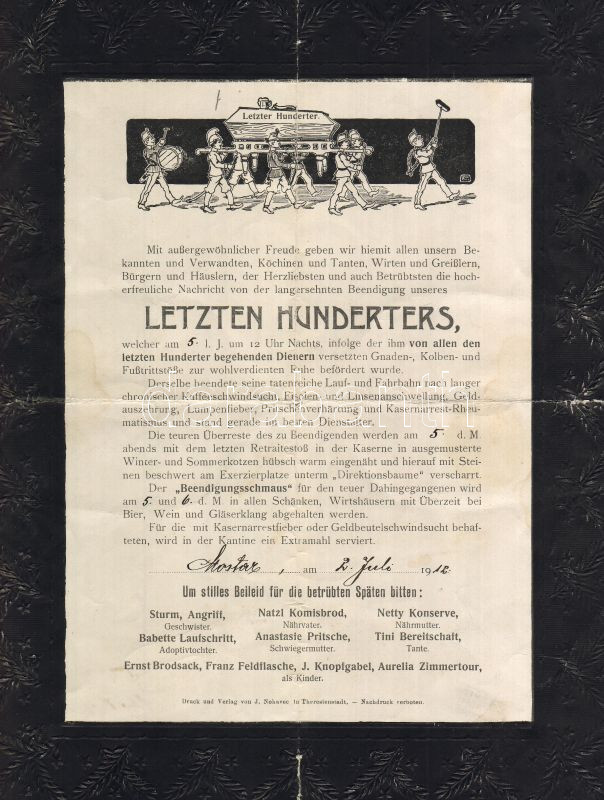 Letzter Hunderter.
Mit außergewöhnlicher Freude geben wir hiemit allen unsern Be-
kannten und Verwandten, Köchinen und Tanten, Wirten und Greißlern,
Bürgern und Häuslern, der Herzliebsten und auch Betrübtsten die hoch-
erfreuliche Nachricht von der langersehnten Beendigung unseres
LETZTEN HUNDERTERS,
welcher am 5. l. J. um 12 Uhr Nachts, infolge der ihm von allen den
letzten Hunderter begehenden Dienern versetzten Gnaden-, Kolben- und
Fußtrittstöße zur wohlverdienten Ruhe befördert wurde.
Derselbe beendete seine tatenreiche Lauf- und Fahrbahn nach langer
chronischer Kofferschwindsucht, Fisolen- und Linsenanschwellung, Geld-
auszehrung, Lumpenfieber, Pritschenverhärung und Kasernarrest-Rheu-
matismus und stand gerade im besten Dienstalter.
Die teuren Überreste des zu Beendigenden werden am 5. d. M.
abends mit dem letzten Retraitestoß in der Kaserne in ausgemusterte
Winter- und Sommerkotzen hübsch warm eingenäht und hierauf mit Stei-
nen beschwert am Exerzierplatze unterm „Direktionsbaume" verscharrt.
Der „Beendigungsschmaus" für den teuer Dahingegangenen wird
am 5. und 6. d. M. in allen Schänken, Wirtshäusern mit Überzeit bei
Bier, Wein und Gläserklang abgehalten werden.
Für die mit Kasernarrestfieber oder Geldbeutelschwindsucht behaf-
teten, wird in der Kantine ein Extramahl serviert.
Mostar, am 2. Juli 1912.
Um stilles Beileid für die betrübten Späten bitten:
Sturm, Angriff, Natzl Komisbrod, Netty Konserve,
Geschwister. Nährvater. Nährmutter.
Babette Laufschritt, Anastasie Pritsche, Tini Bereitschaft,
Adoptivtochter. Schwiegermutter. Tante.
Ernst Brodsack, Franz Feldflasche, J. Knopfgabel, Aurelia Zimmertour,
als Kinder.
Druck und Verlag von J. Nohavec in Theresienstadt. — Nachdruck verboten.